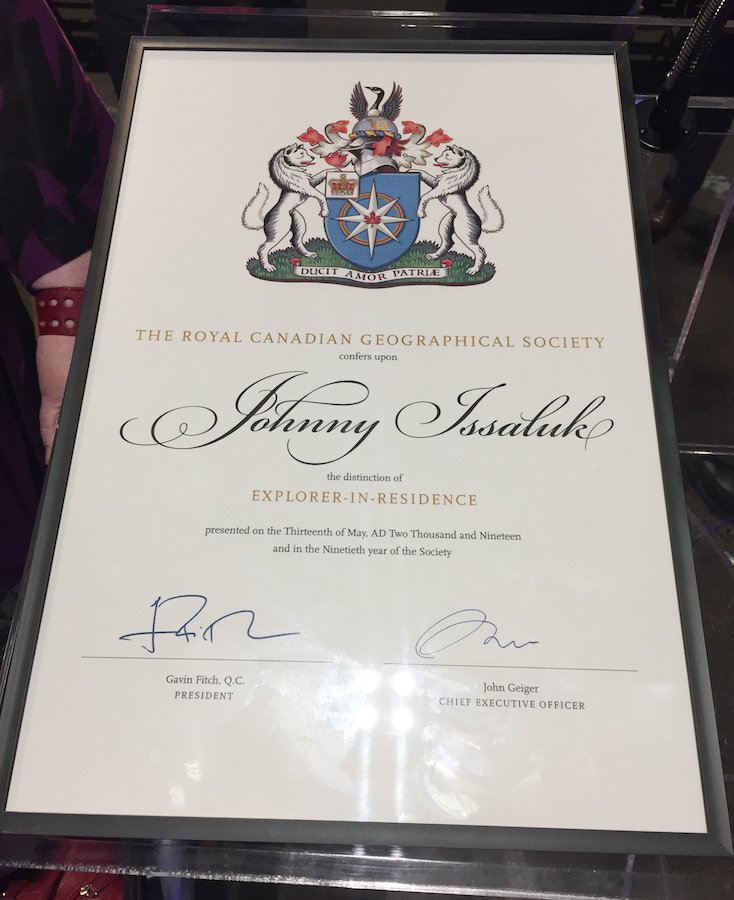 DUCIT AMOR PATRIÆ
THE ROYAL CANADIAN GEOGRAPHICAL SOCIETY
confers upon
Johnny Issaluk
the distinction of
EXPLORER-IN-RESIDENCE
presented on the Thirteenth of May, AD Two Thousand and Nineteen
and in the Ninetieth year of the Society
Gavin Fitch, Q.C.
PRESIDENT
John Geiger
CHIEF EXECUTIVE OFFICER